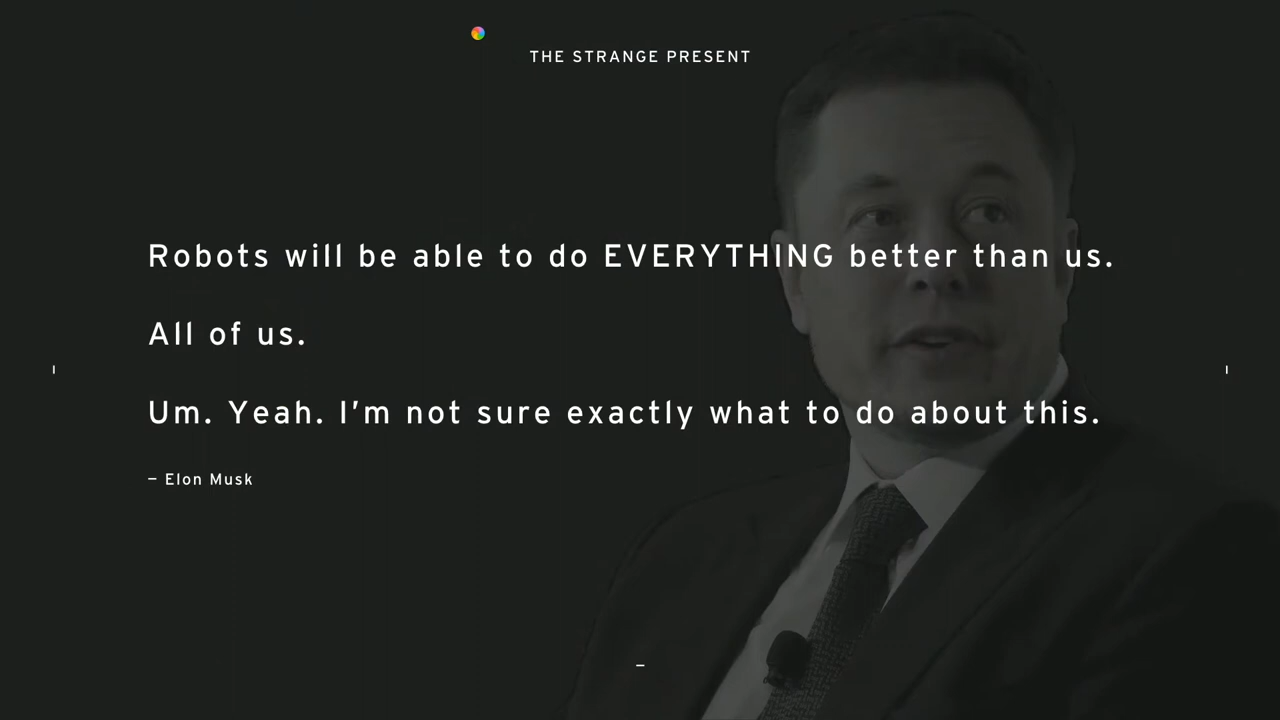 THE STRANGE PRESENT
Robots will be able to do EVERYTHING better than us.
All of us.
Um. Yeah. I’m not sure exactly what to do about this.
– Elon Musk